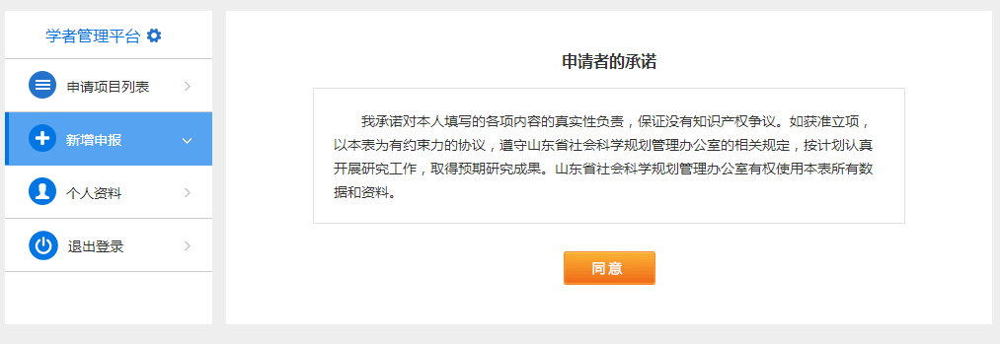 学者管理平台
申请项目列表
新增申报
个人资料
退出登录
申请者的承诺
我承诺对本人填写的各项内容的真实性负责，保证没有知识产权争议。如获准立项，
以本表为有约束力的协议，遵守山东省社会科学规划管理办公室的相关规定，按计划认真
开展研究工作，取得预期研究成果。山东省社会科学规划管理办公室有权使用本表所有数
据和资料。
同意